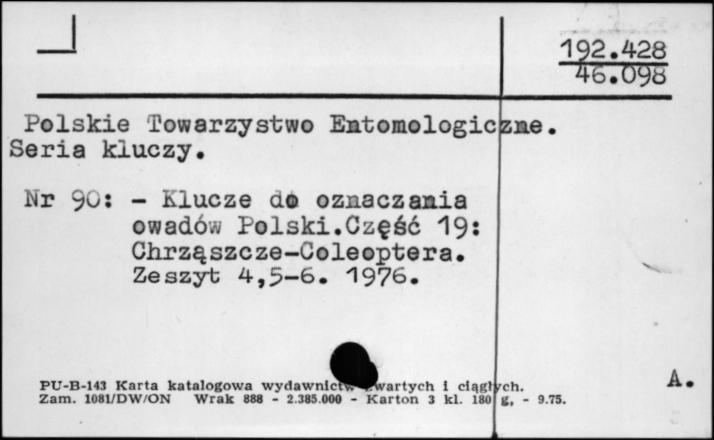 192.428
46.098
Polskie Towarzystwo Entomologiczne.
Seria kluczy.
Nr 90: - Klucze do oznaczania
owadów Polski.Część 19:
Chrząszcze-Coleoptera.
Zeszyt 4,5-6. 1976.
A.
PU-B-143 Karta katalogowa wydawnictw zwartych i ciągłych.
Zam. 1081/DW/ON Wrak 888 - 2.385.000 - Karton 3 kl. 180 g, - 9.75.